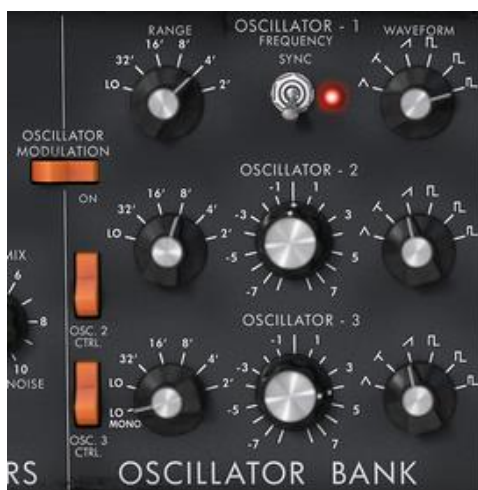 OSCILLATOR - 1
RANGE
FREQUENCY
WAVEFORM
16' 8'
32' 4'
LO 2'
SYNC
OSCILLATOR
MODULATION
ON
OSCILLATOR - 2
16' 8'
32' 4'
LO 2'
-1 1
-3 3
-5 5
-7 7
MIX
6
8
10
NOISE
OSC. 2
CTRL.
OSCILLATOR - 3
16' 8'
32' 4'
LO 2'
LO
MONO
-1 1
-3 3
-5 5
-7 7
OSC. 3
CTRL.
RS
OSCILLATOR BANK